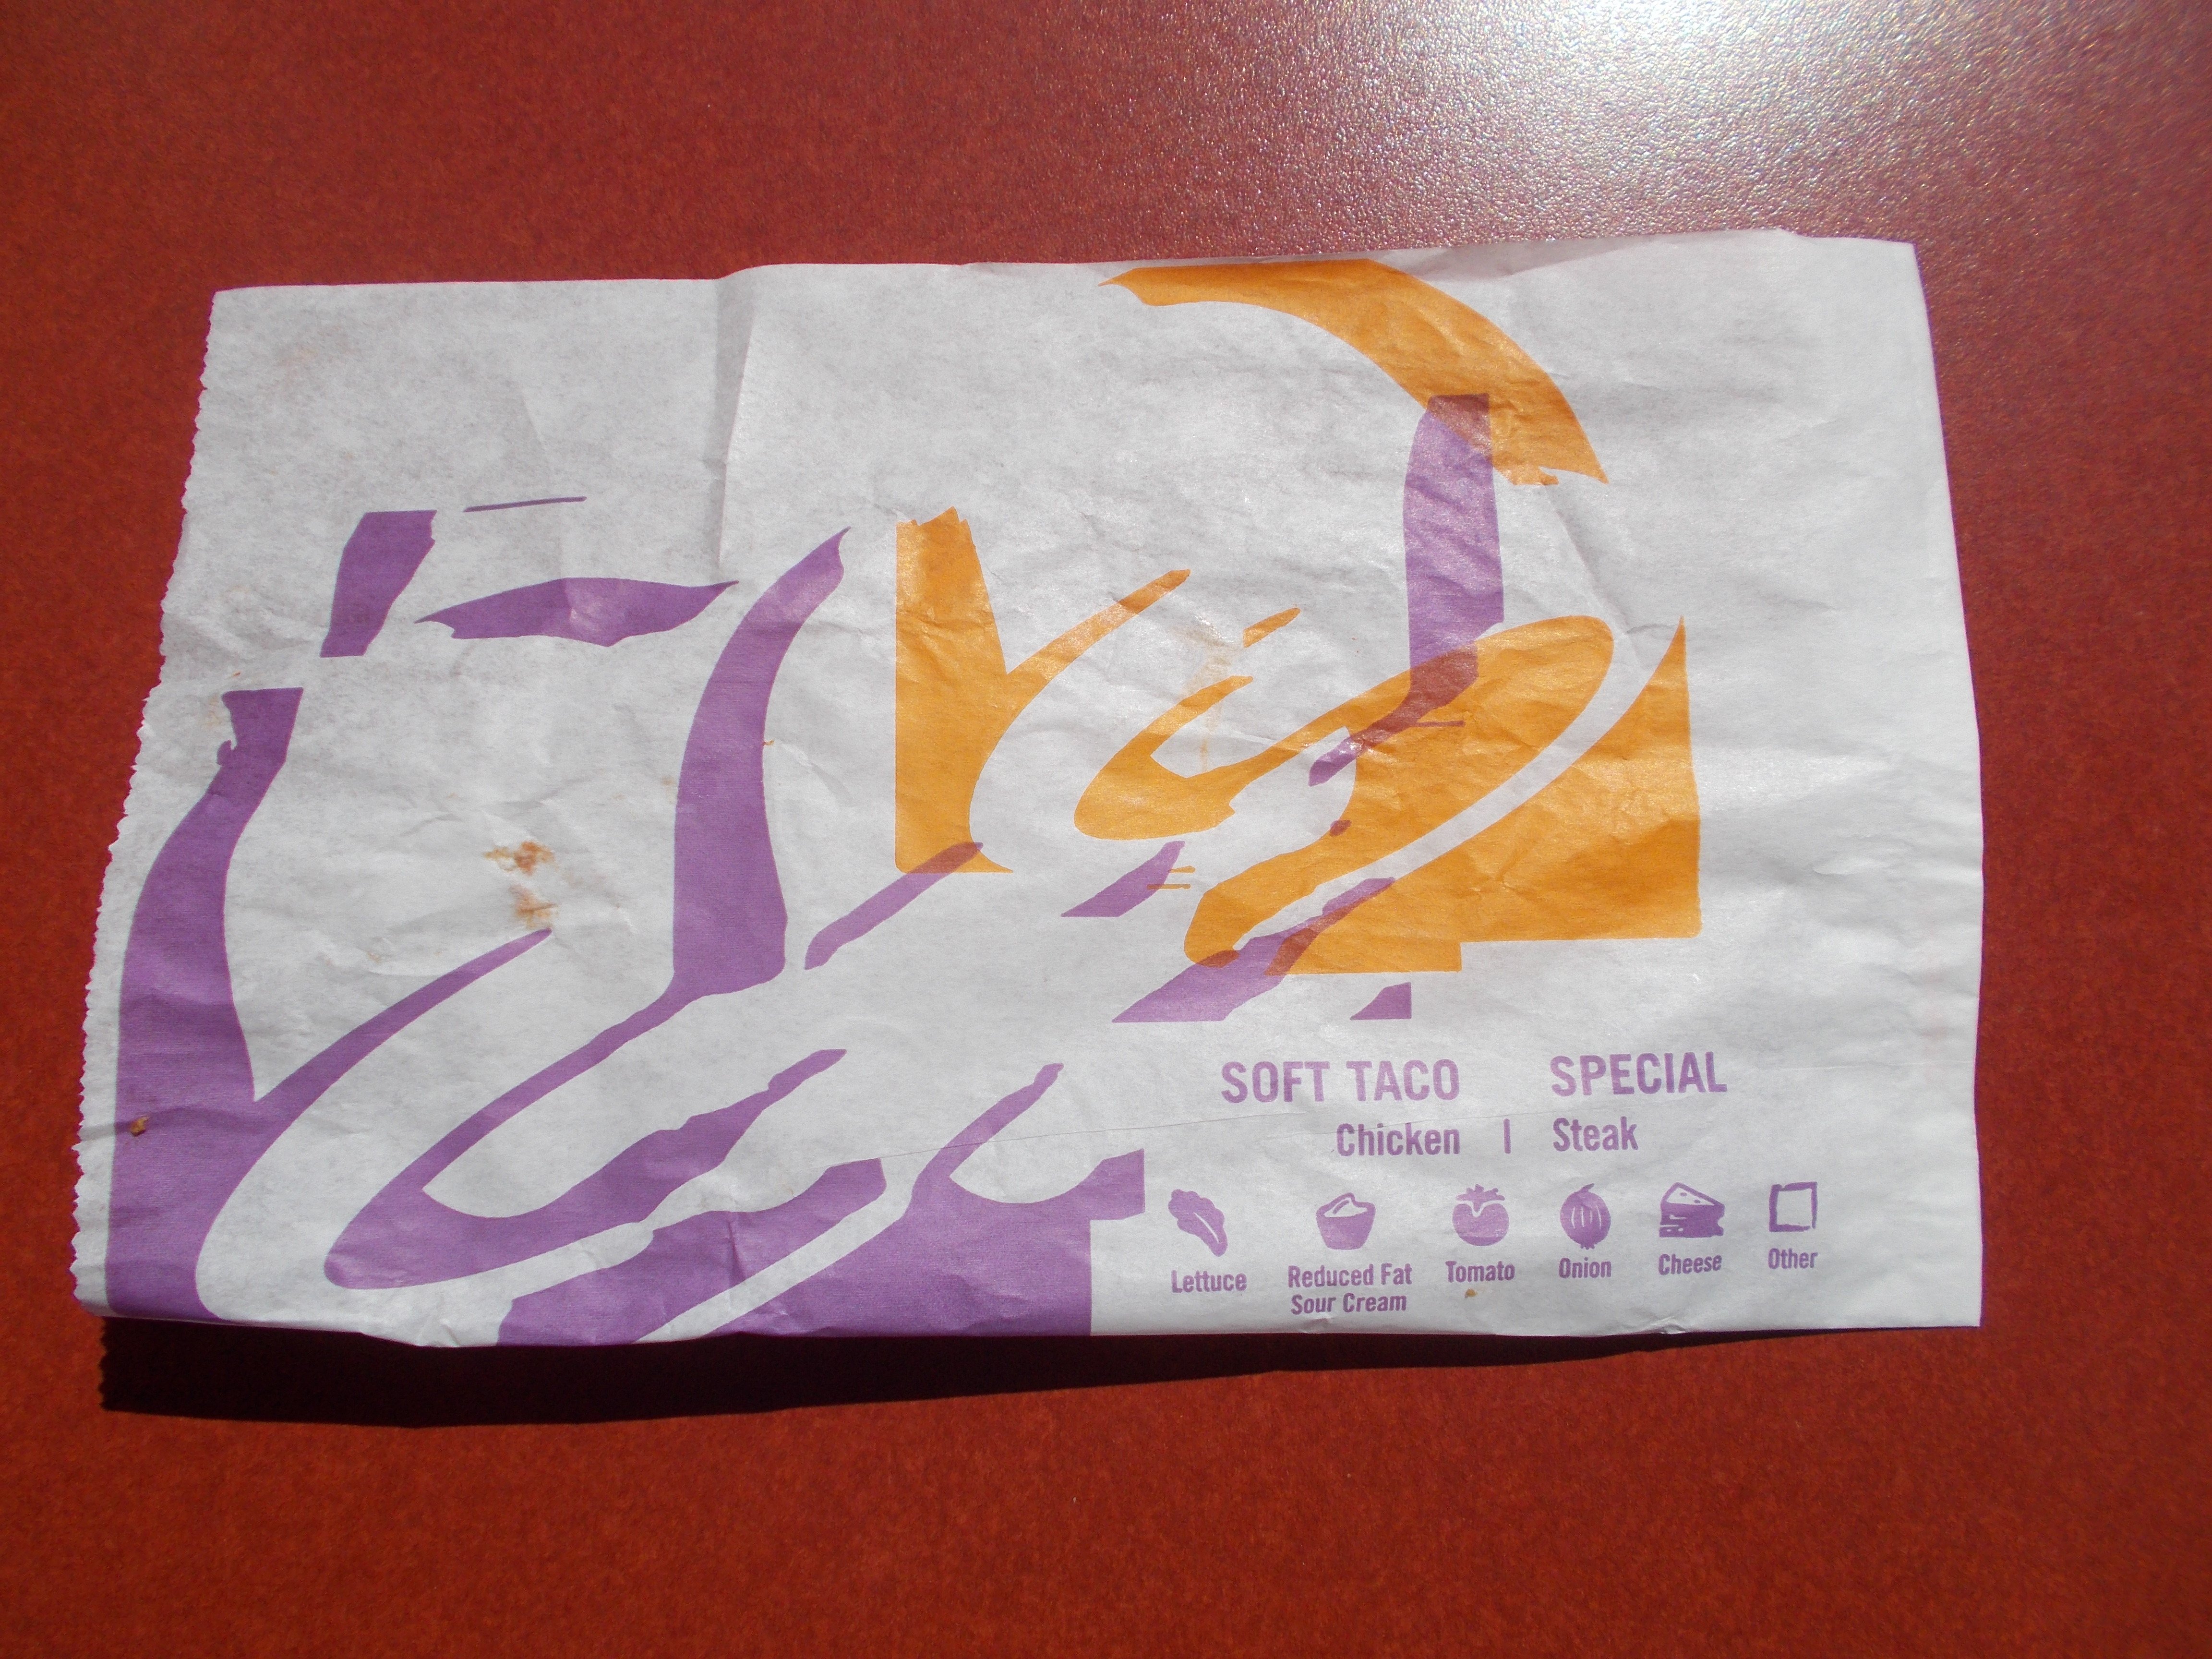 SOFT TACO SPECIAL
Chicken | Steak
Lettuce
Reduced Fat
Sour Cream
Tomato
Onion
Cheese
Other